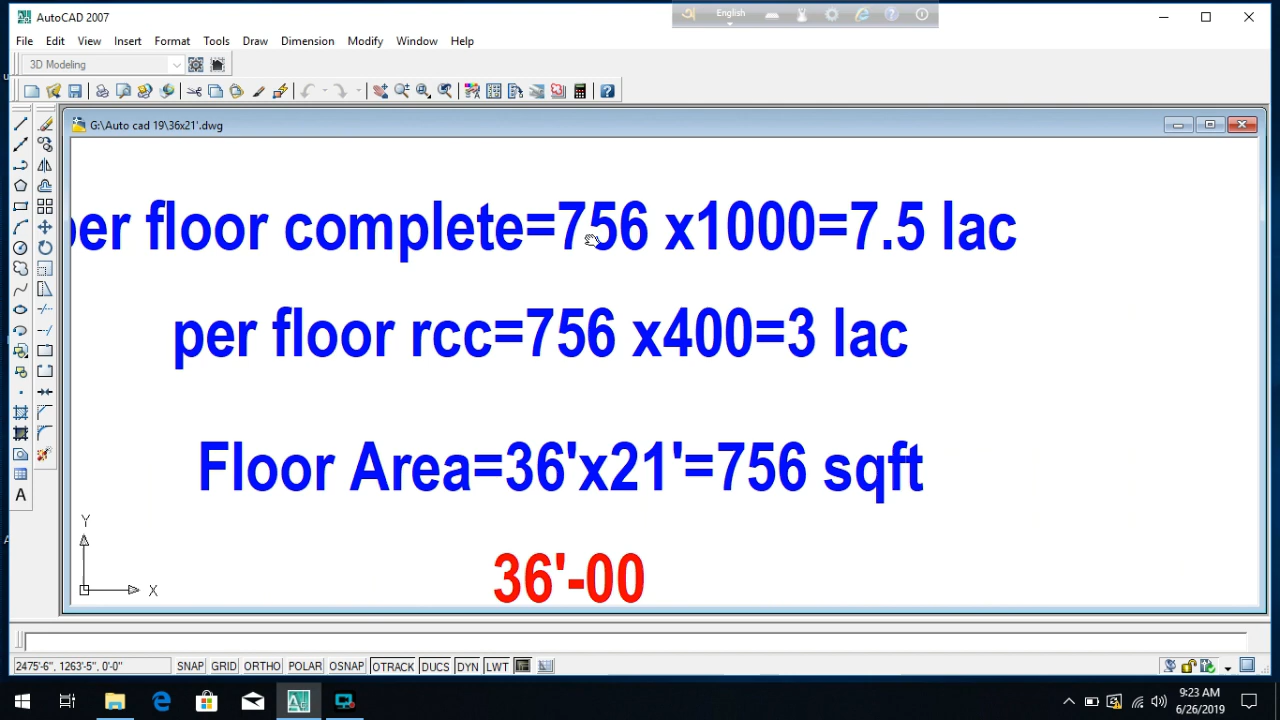 AutoCAD 2007
English
File Edit View Insert Format Tools Draw Dimension Modify Window Help
3D Modeling
G:\Auto cad 19\36x21'.dwg
per floor complete=756 x1000=7.5 lac
per floor rcc=756 x400=3 lac
Floor Area=36'x21'=756 sqft
36'-00
Y
X
A
2475'-6", 1263'-5", 0'-0" SNAP GRID ORTHO POLAR OSNAP OTRACK DUCS DYN LWT
9:23 AM
6/26/2019